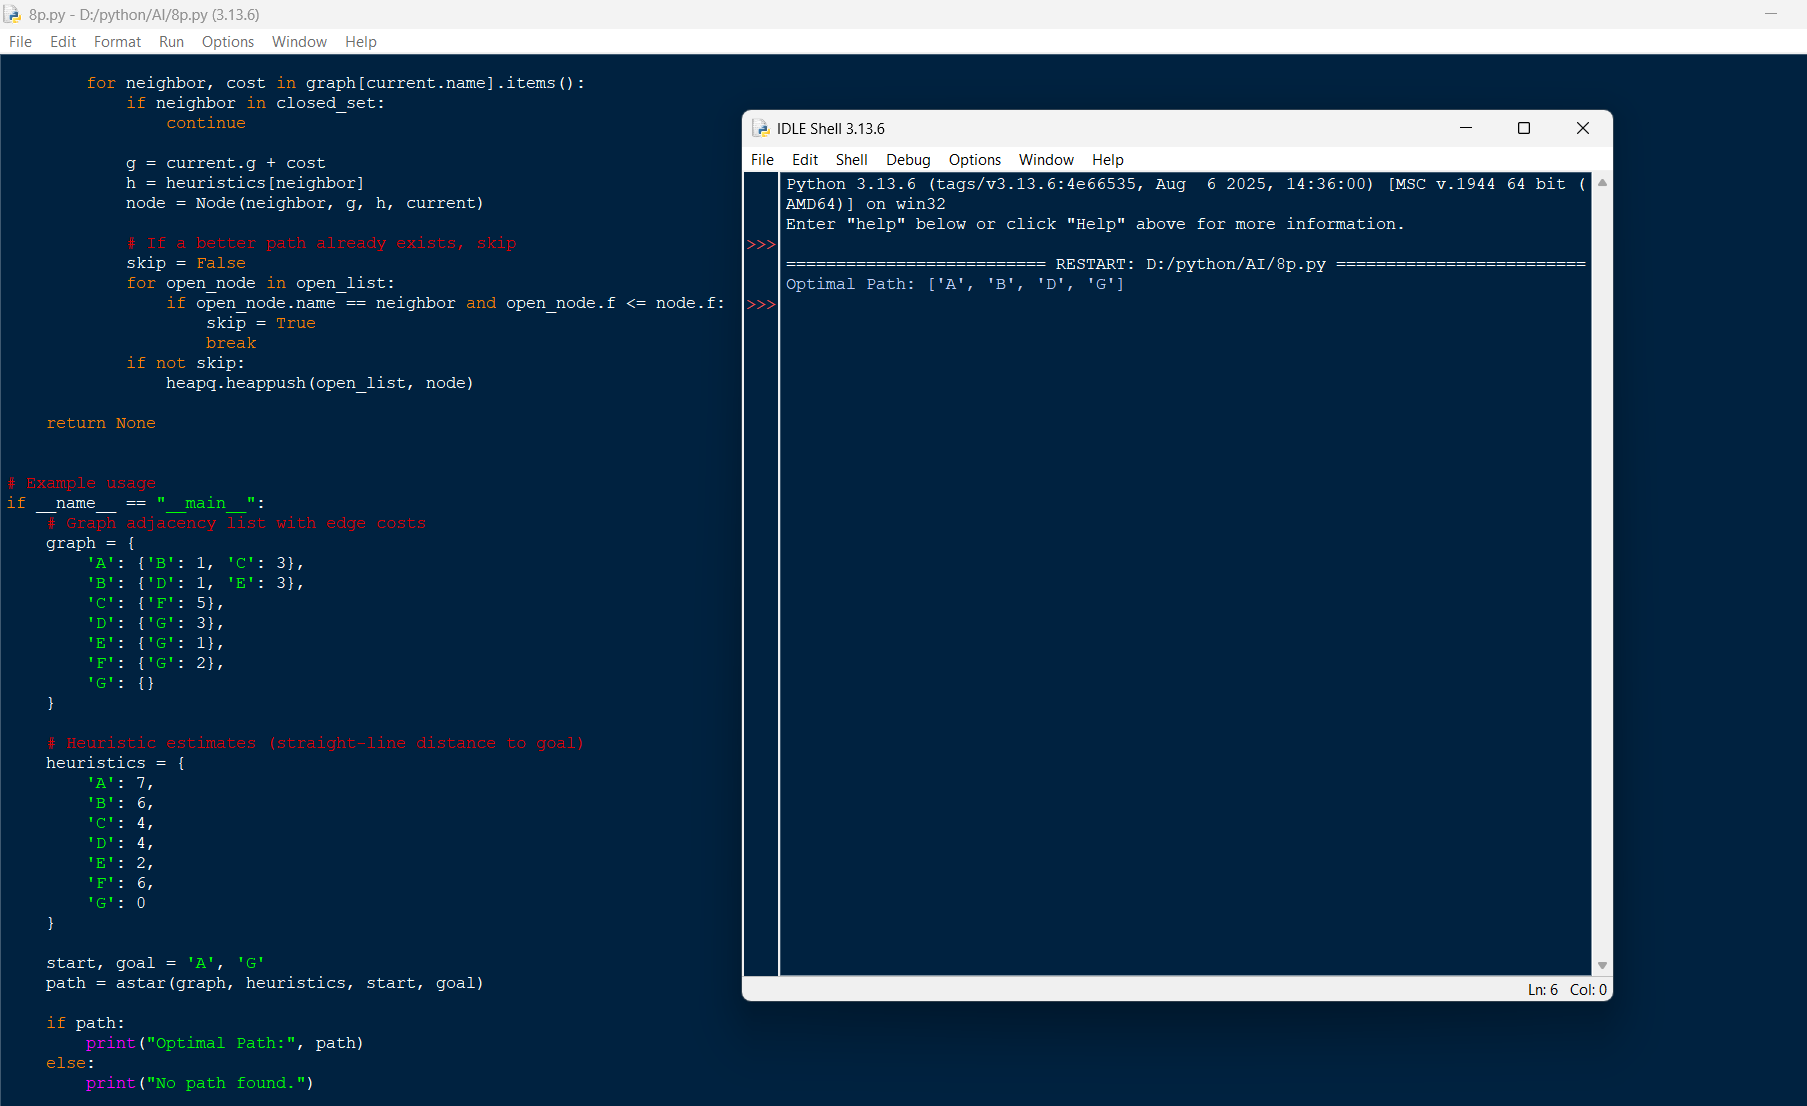 8p.py - D:/python/AI/8p.py (3.13.6)
File Edit Format Run Options Window Help
        for neighbor, cost in graph[current.name].items():
            if neighbor in closed_set:
                continue

            g = current.g + cost
            h = heuristics[neighbor]
            node = Node(neighbor, g, h, current)

            # If a better path already exists, skip
            skip = False
            for open_node in open_list:
                if open_node.name == neighbor and open_node.f <= node.f:
                    skip = True
                    break
            if not skip:
                heapq.heappush(open_list, node)

    return None


# Example usage
if __name__ == "__main__":
    # Graph adjacency list with edge costs
    graph = {
        'A': {'B': 1, 'C': 3},
        'B': {'D': 1, 'E': 3},
        'C': {'F': 5},
        'D': {'G': 3},
        'E': {'G': 1},
        'F': {'G': 2},
        'G': {}
    }

    # Heuristic estimates (straight-line distance to goal)
    heuristics = {
        'A': 7,
        'B': 6,
        'C': 4,
        'D': 4,
        'E': 2,
        'F': 6,
        'G': 0
    }

    start, goal = 'A', 'G'
    path = astar(graph, heuristics, start, goal)

    if path:
        print("Optimal Path:", path)
    else:
        print("No path found.")
IDLE Shell 3.13.6
File Edit Shell Debug Options Window Help
Python 3.13.6 (tags/v3.13.6:4e66535, Aug  6 2025, 14:36:00) [MSC v.1944 64 bit (
AMD64)] on win32
Enter "help" below or click "Help" above for more information.
>>>
========================== RESTART: D:/python/AI/8p.py =========================
Optimal Path: ['A', 'B', 'D', 'G']
>>>
Ln: 6 Col: 0